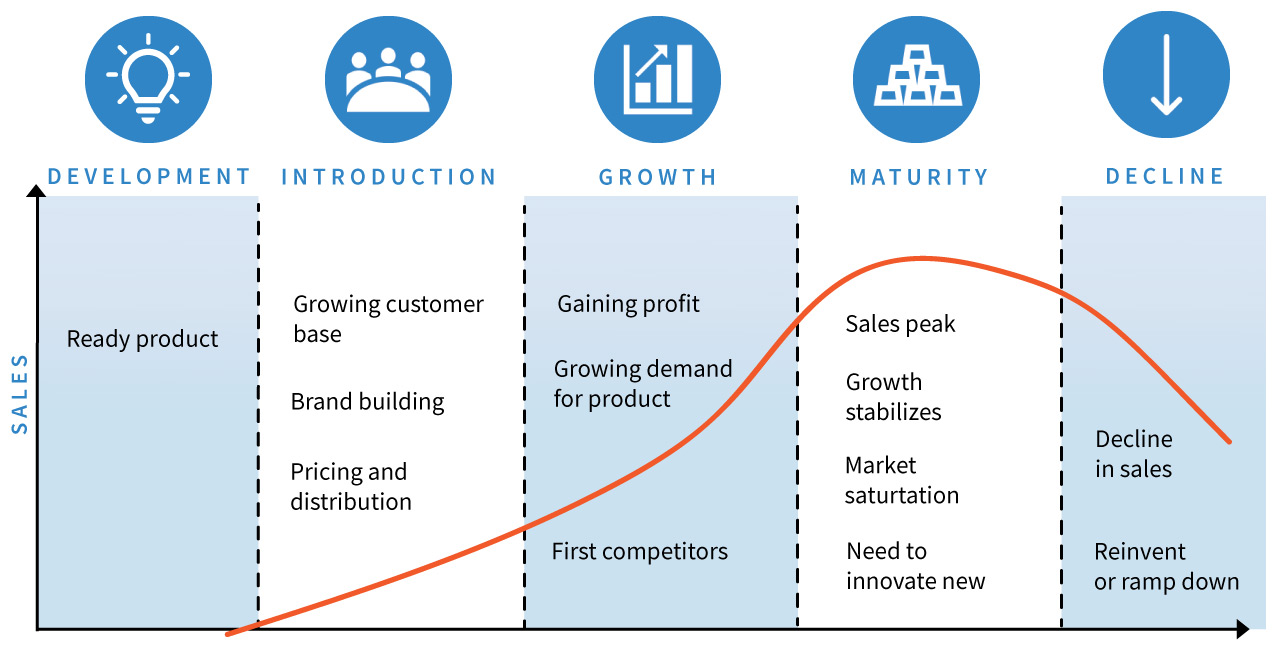 DEVELOPMENT
INTRODUCTION
GROWTH
MATURITY
DECLINE
SALES
Ready product
Growing customer
base
Brand building
Pricing and
distribution
Gaining profit
Growing demand
for product
First competitors
Sales peak
Growth
stabilizes
Market
saturtation
Need to
innovate new
Decline
in sales
Reinvent
or ramp down